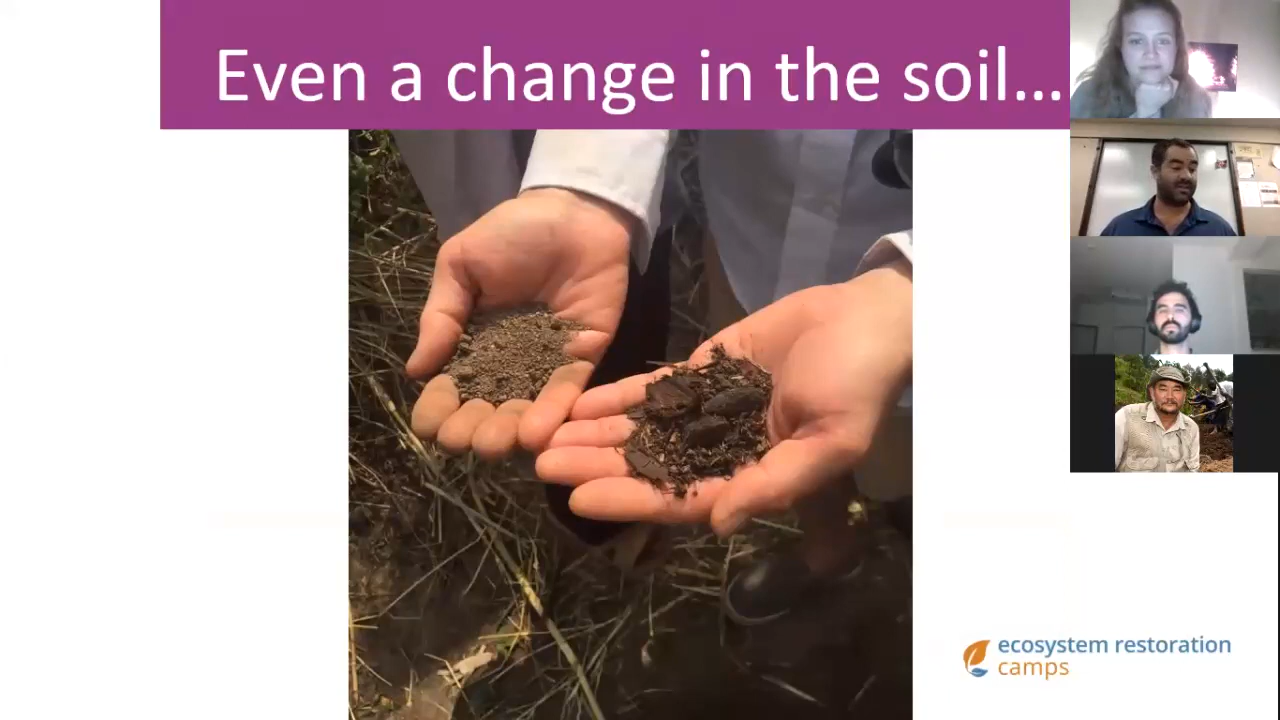 Even a change in the soil...
ecosystem restoration
camps